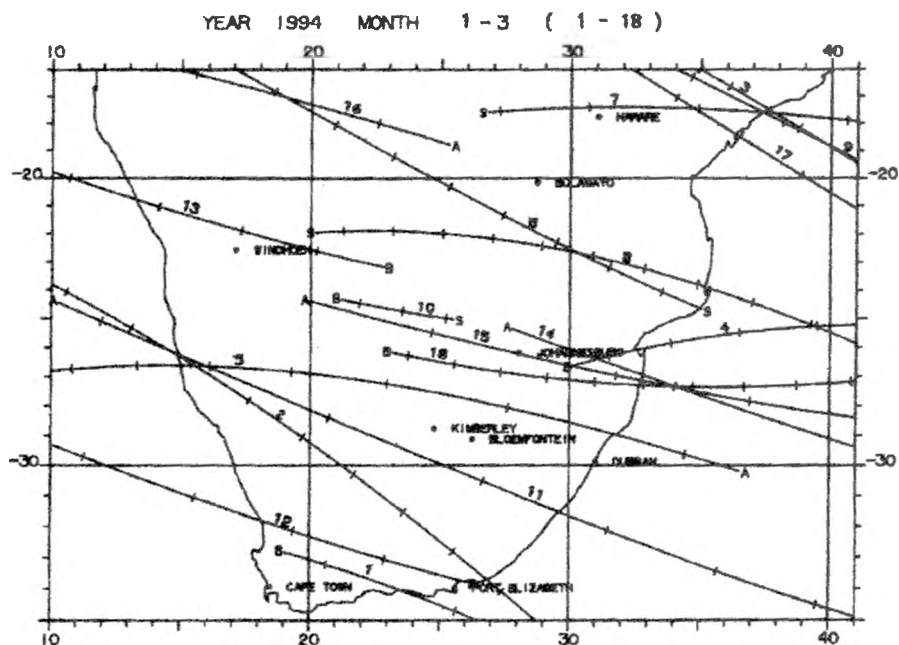 YEAR 1994 MONTH 1-3 ( 1-18)
10 20 30 40
3
7
16 S HARARE
A 9
17
-20 BULAWAYO -20
13 6
S
WINDHOEK 8
B
B 10 S
A S 4
A 15 14 A
JOHANNESBURG
B 18
5
2 KIMBERLEY
BLOEMFONTEIN
-30 DURBAN A -30
11
12
B 1
CAPE TOWN PORT ELIZABETH
10 20 30 40